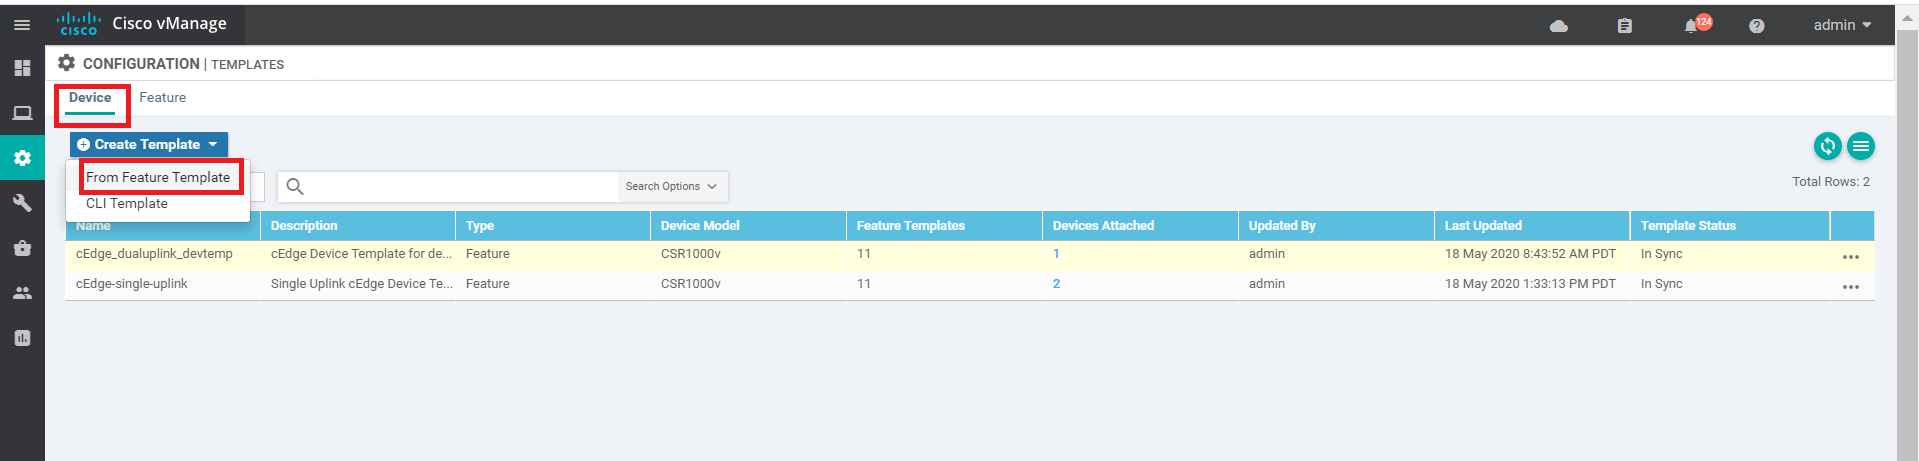 CISCO Cisco vManage 124 admin
CONFIGURATION | TEMPLATES
Device Feature
Create Template
From Feature Template
CLI Template
Search Options
Total Rows: 2
Name Description Type Device Model Feature Templates Devices Attached Updated By Last Updated Template Status
cEdge_dualuplink_devtemp cEdge Device Template for de... Feature CSR1000v 11 1 admin 18 May 2020 8:43:52 AM PDT In Sync ...
cEdge-single-uplink Single Uplink cEdge Device Te... Feature CSR1000v 11 2 admin 18 May 2020 1:33:13 PM PDT In Sync ...